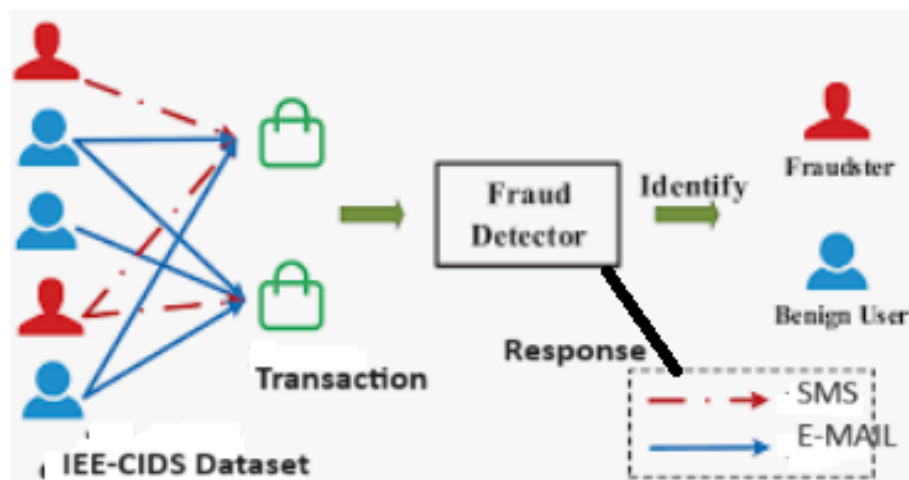 Fraud
Detector
Identify
Fraudster
Benign User
Response
Transaction
SMS
E-MAIL
IEE-CIDS Dataset